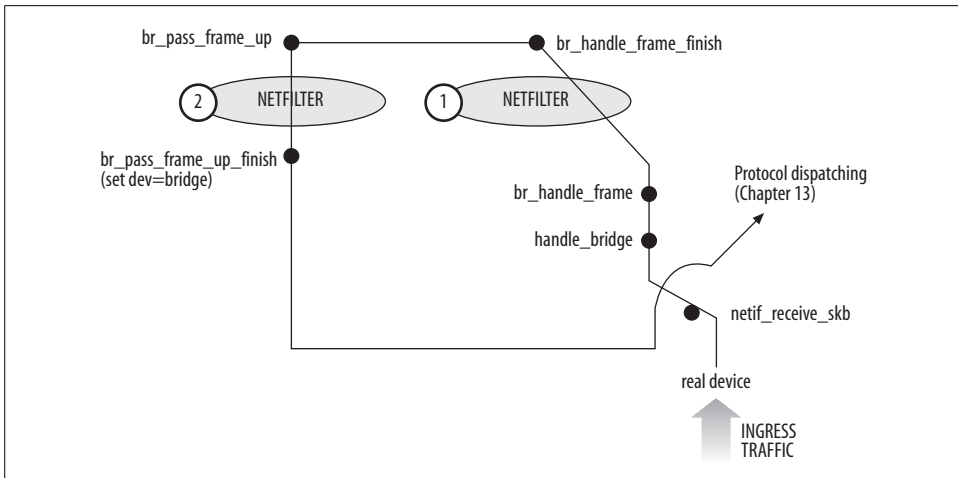 br_pass_frame_up
br_handle_frame_finish
2
NETFILTER
1
NETFILTER
br_pass_frame_up_finish
(set dev=bridge)
Protocol dispatching
(Chapter 13)
br_handle_frame
handle_bridge
netif_receive_skb
real device
INGRESS
TRAFFIC